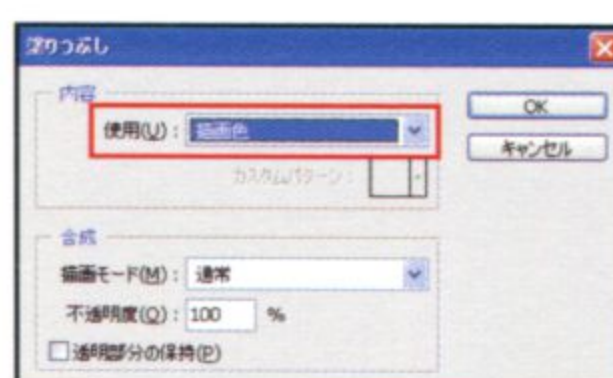 塗りつぶし
内容
OK
使用(U): 描画色
キャンセル
カスタムパターン:
合成
描画モード(M): 通常
不透明度(O): 100 %
透明部分の保持(P)